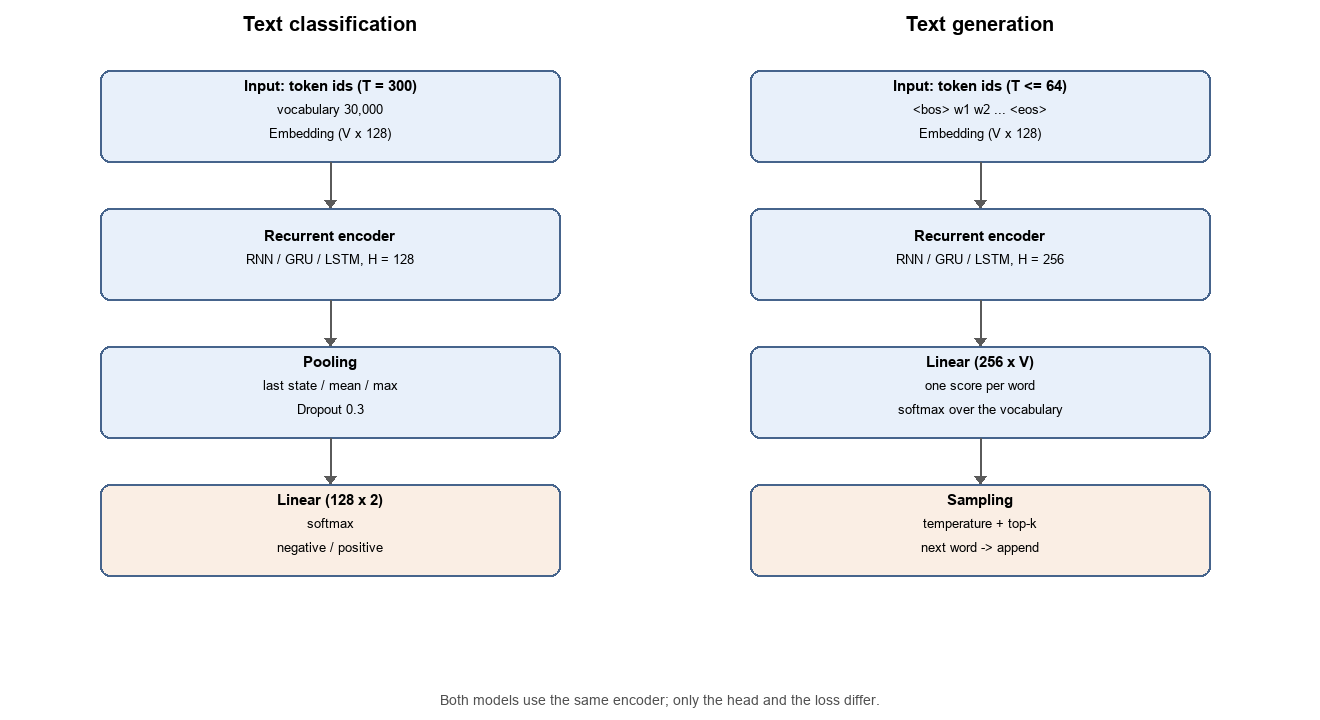 Text classification
Input: token ids (T = 300)
vocabulary 30,000
Embedding (V x 128)
Recurrent encoder
RNN / GRU / LSTM, H = 128
Pooling
last state / mean / max
Dropout 0.3
Linear (128 x 2)
softmax
negative / positive
Text generation
Input: token ids (T <= 64)
<bos> w1 w2 ... <eos>
Embedding (V x 128)
Recurrent encoder
RNN / GRU / LSTM, H = 256
Linear (256 x V)
one score per word
softmax over the vocabulary
Sampling
temperature + top-k
next word -> append
Both models use the same encoder; only the head and the loss differ.